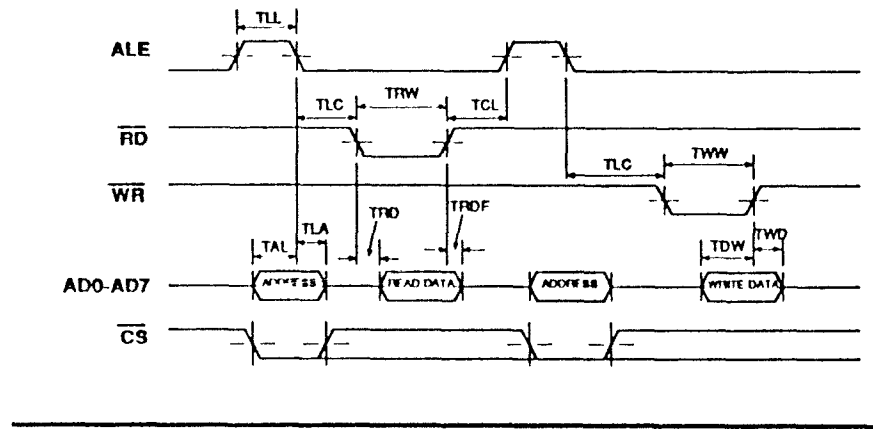 TLL
ALE
TLC TRW TCL
RD
TLC TWW
WR
TRD TRDF
TAL TLA TDW TWD
AD0-AD7 ADDRESS READ DATA ADDRESS WRITE DATA
CS